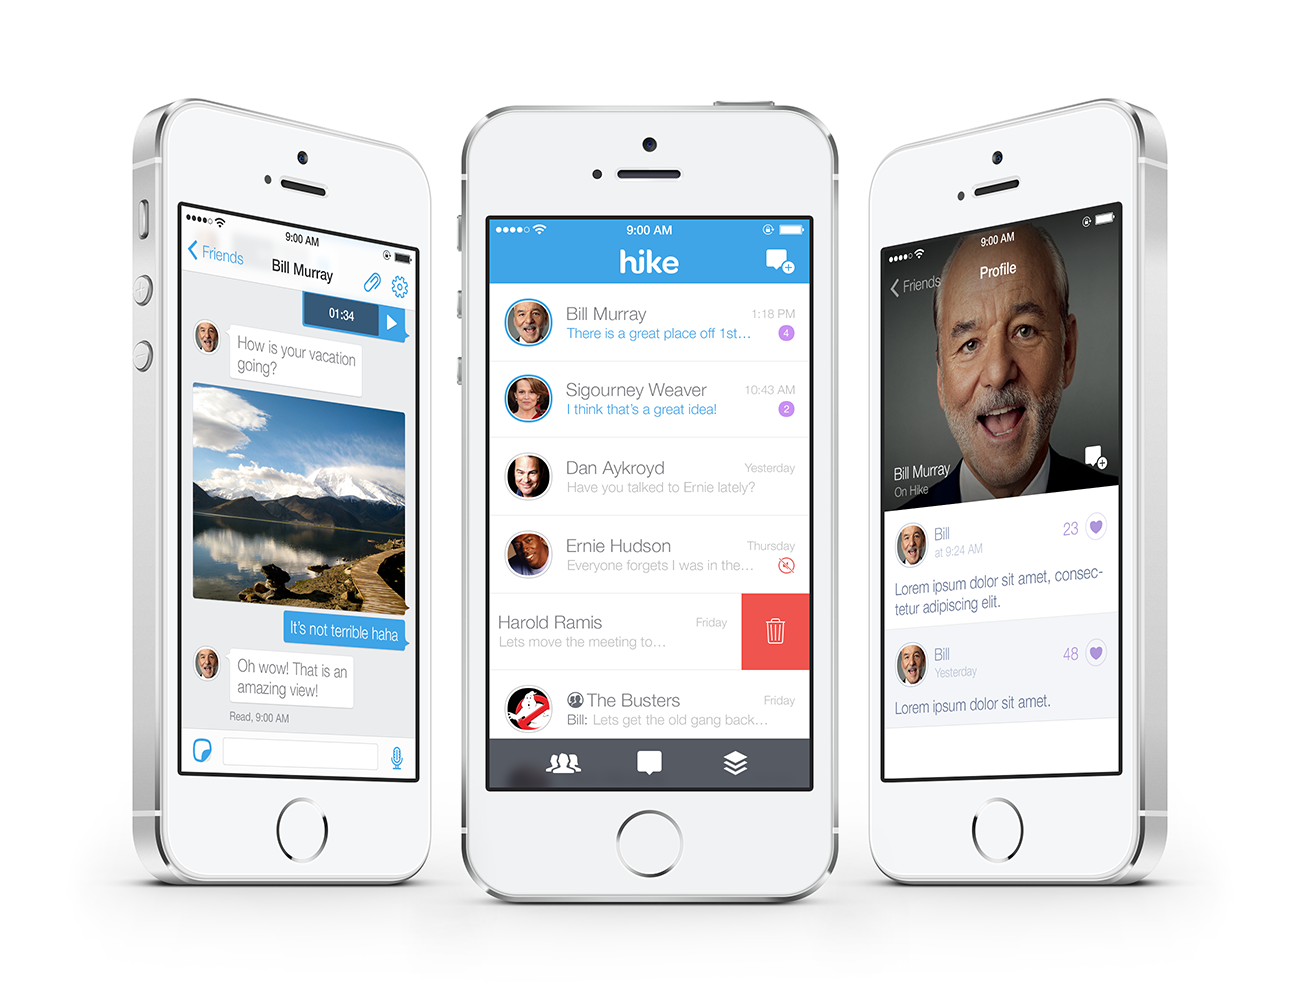 9:00 AM
Friends
Bill Murray
01:34
How is your vacation
going?
It's not terrible haha
Oh wow! That is an
amazing view!
Read, 9:00 AM
9:00 AM
hike
Bill Murray
1:18 PM
There is a great place off 1st...
4
Sigourney Weaver
10:43 AM
I think that's a great idea!
2
Dan Aykroyd
Yesterday
Have you talked to Ernie lately?
Ernie Hudson
Thursday
Everyone forgets I was in the...
Harold Ramis
Friday
Lets move the meeting to...
The Busters
Friday
Bill: Lets get the old gang back...
9:00 AM
Friends
Profile
Bill Murray
On Hike
Bill
23
at 9:24 AM
Lorem ipsum dolor sit amet, consec-
tetur adipiscing elit.
Bill
48
Yesterday
Lorem ipsum dolor sit amet.